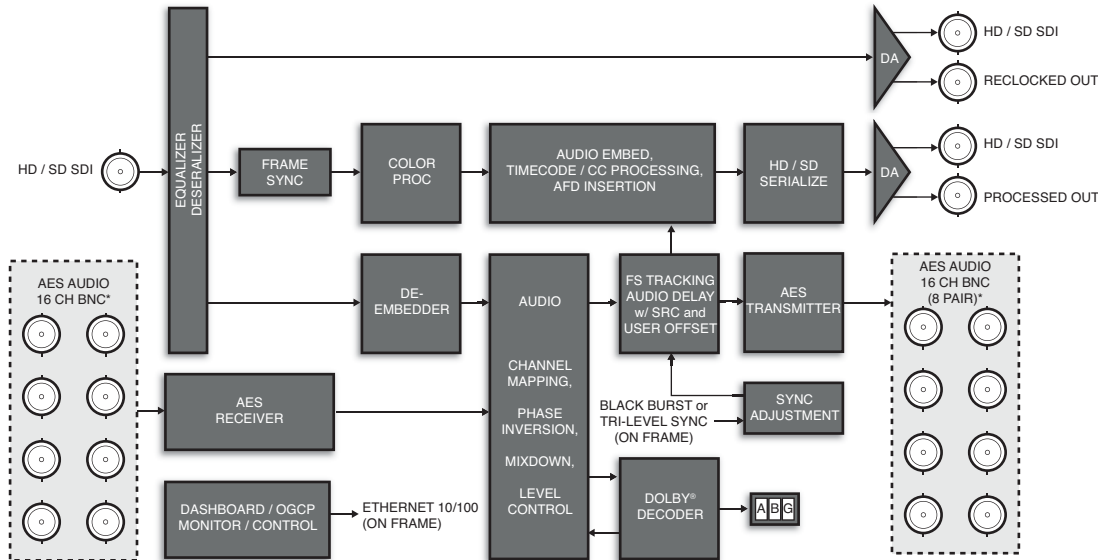 HD / SD SDI
RECLOCKED OUT
DA
HD / SD SDI
PROCESSED OUT
DA
HD / SD SDI
EQUALIZER
DESERALIZER
FRAME
SYNC
COLOR
PROC
AUDIO EMBED,
TIMECODE / CC PROCESSING,
AFD INSERTION
HD / SD
SERIALIZE
AES AUDIO
16 CH BNC*
DE-
EMBEDDER
AUDIO
CHANNEL
MAPPING,
PHASE
INVERSION,
MIXDOWN,
LEVEL
CONTROL
FS TRACKING
AUDIO DELAY
w/ SRC and
USER OFFSET
AES
TRANSMITTER
AES AUDIO
16 CH BNC
(8 PAIR)*
AES
RECEIVER
BLACK BURST or
TRI-LEVEL SYNC
(ON FRAME)
SYNC
ADJUSTMENT
DASHBOARD / OGCP
MONITOR / CONTROL
ETHERNET 10/100
(ON FRAME)
DOLBY®
DECODER
A B G